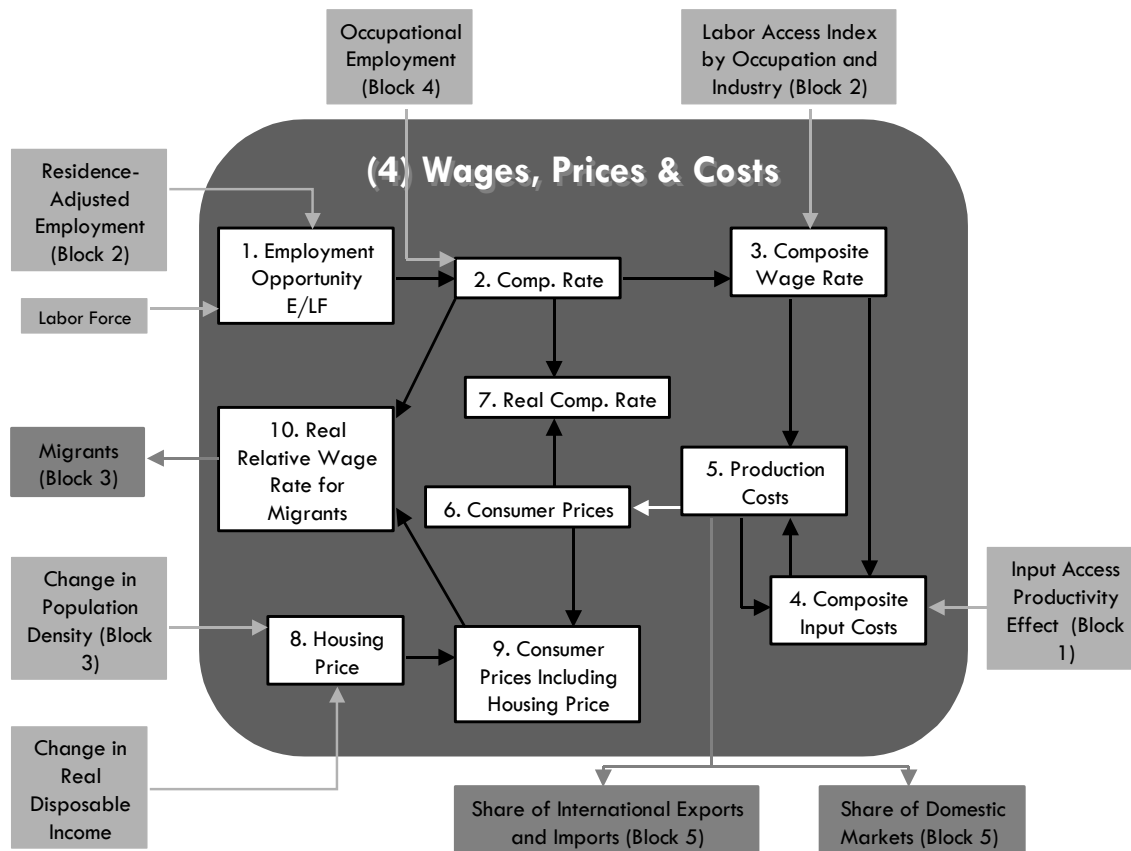 Occupational
Employment
(Block 4)
Labor Access Index
by Occupation and
Industry (Block 2)
(4) Wages, Prices & Costs
Residence-
Adjusted
Employment
(Block 2)
Labor Force
1. Employment
Opportunity
E/LF
2. Comp. Rate
3. Composite
Wage Rate
7. Real Comp. Rate
Migrants
(Block 3)
10. Real
Relative Wage
Rate for
Migrants
6. Consumer Prices
5. Production
Costs
Change in
Population
Density (Block
3)
8. Housing
Price
9. Consumer
Prices Including
Housing Price
4. Composite
Input Costs
Input Access
Productivity
Effect (Block
1)
Change in
Real
Disposable
Income
Share of International Exports
and Imports (Block 5)
Share of Domestic
Markets (Block 5)